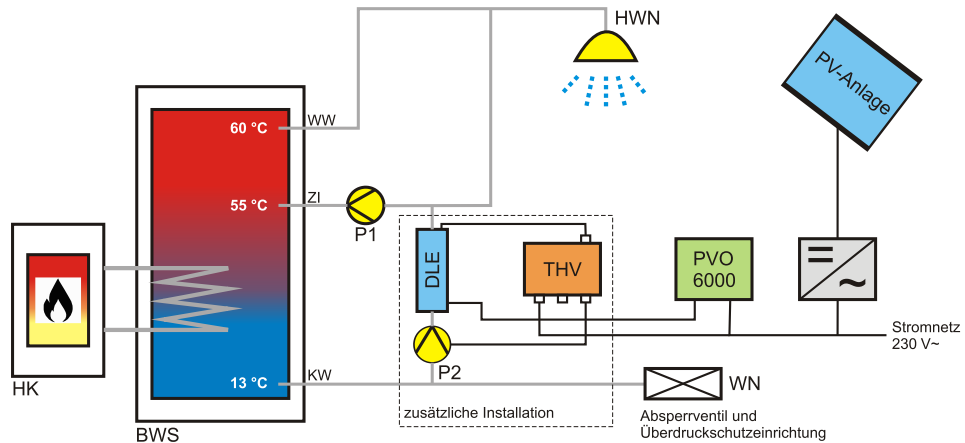 HWN
PV-Anlage
60 °C
WW
55 °C
ZI
P1
DLE
THV
PVO
6000
Stromnetz
230 V~
P2
HK
13 °C
KW
WN
zusätzliche Installation
Absperrventil und
Überdruckschutzeinrichtung
BWS